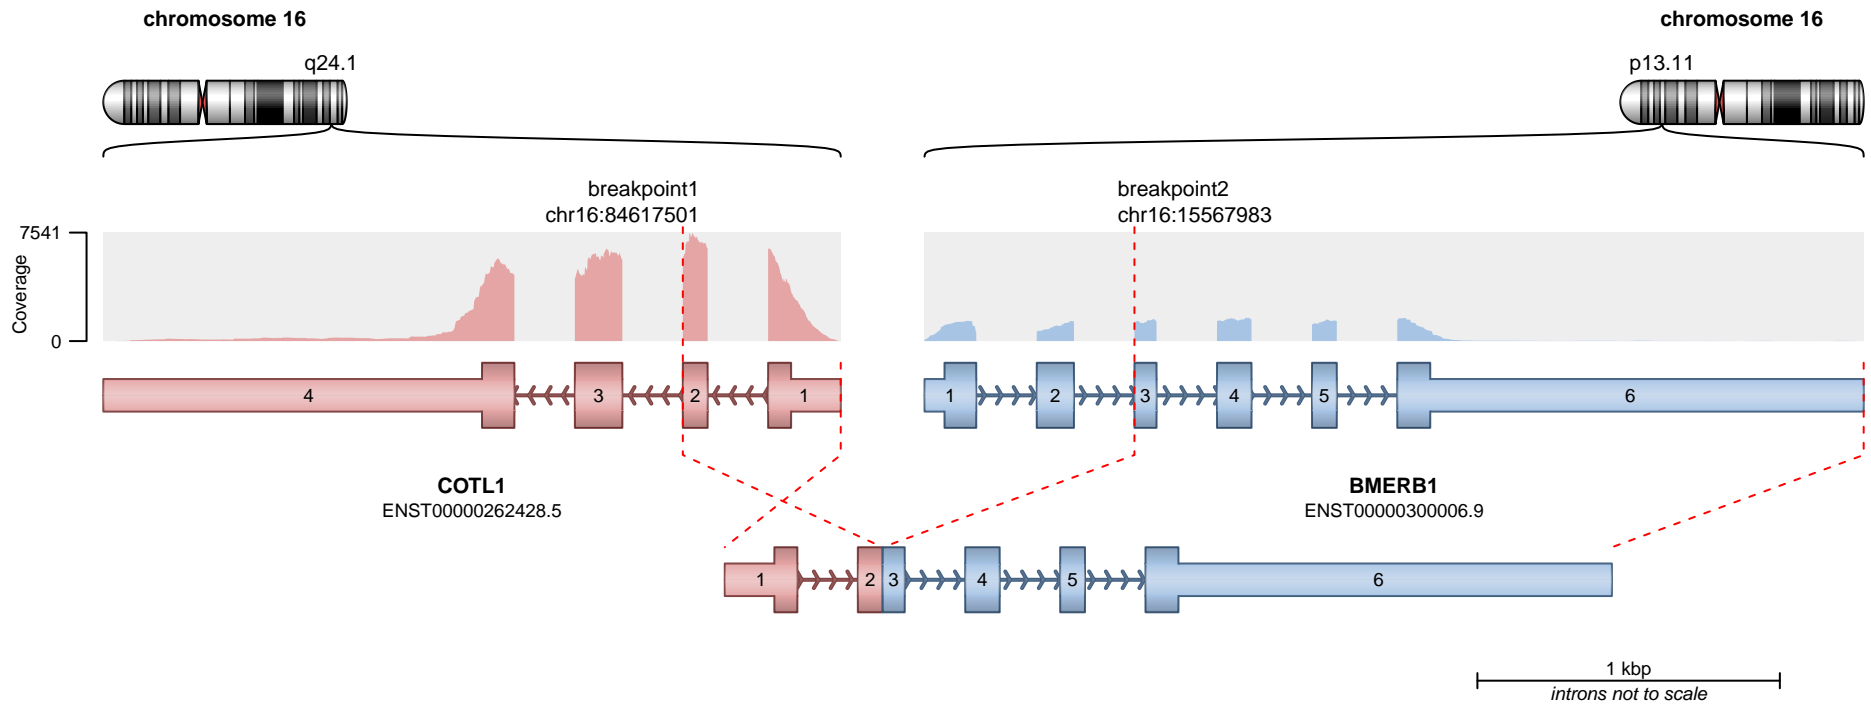 chromosome 16
chromosome 16
q24.1
p13.11
breakpoint1
chr16:84617501
breakpoint2
chr16:15567983
7541
0
Coverage
4
3
2
1
1
2
3
4
5
6
COTL1
ENST00000262428.5
BMERB1
ENST00000300006.9
1
2
3
4
5
6
1 kbp
introns not to scale